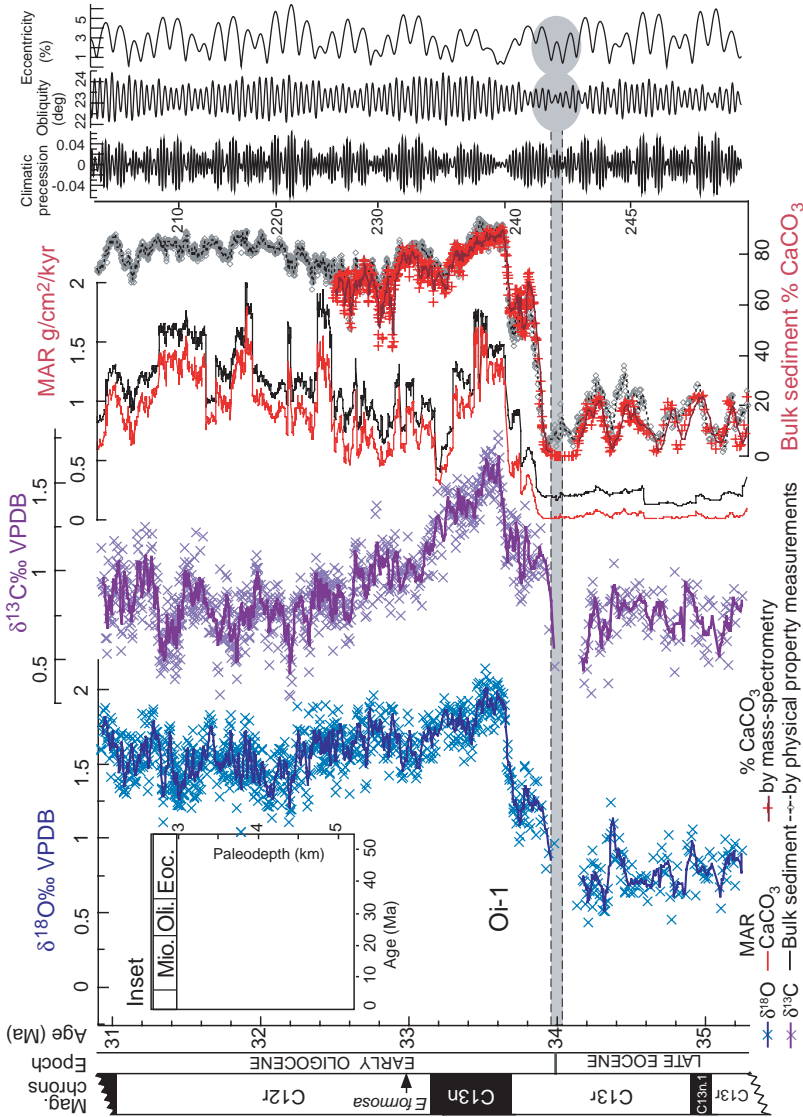 Eccentricity
(%)
1 3 5
Obliquity
(deg)
22 23 24
Climatic
precession
-0.04 0 0.04
210 220 230 240 245
MAR g/cm²/kyr
0 0.5 1 1.5 2
Bulk sediment % CaCO₃
0 20 40 60 80
δ¹³C‰ VPDB
0.5 1 1.5
δ¹⁸O‰ VPDB
0 0.5 1 1.5 2
Inset
Mio. Oli. Eoc.
Paleodepth (km)
3 4 5
Age (Ma)
0 10 20 30 40 50
Oi-1
Age (Ma)
31 32 33 34 35
Epoch
EARLY OLIGOCENE
LATE EOCENE
Mag.
chrons
C12r
E formosa
C13n
C13r
C13n.1
C13r
δ¹⁸O
δ¹³C
MAR
CaCO₃
Bulk sediment
% CaCO₃
by mass-spectrometry
by physical property measurements